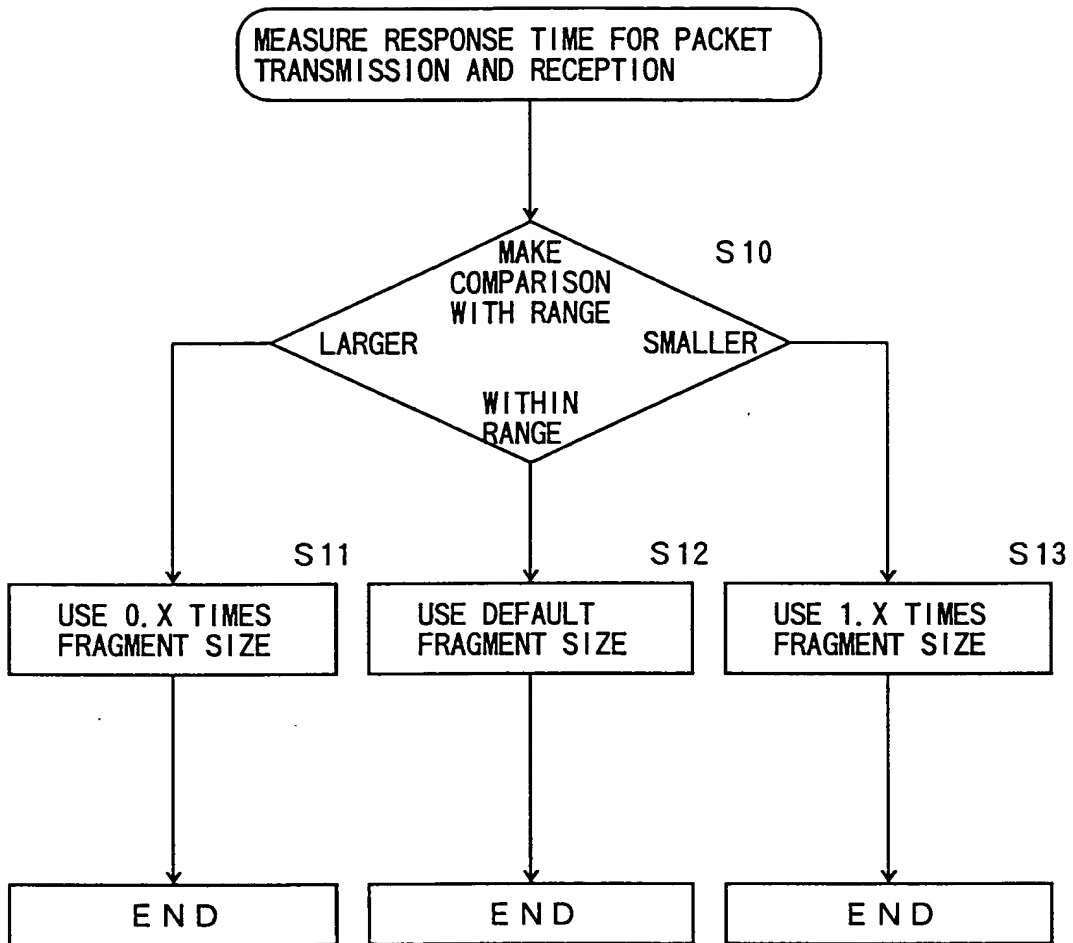 MEASURE RESPONSE TIME FOR PACKET
TRANSMISSION AND RECEPTION
MAKE
COMPARISON
WITH RANGE
S10
LARGER
SMALLER
WITHIN
RANGE
S11
S12
S13
USE 0.X TIMES
FRAGMENT SIZE
USE DEFAULT
FRAGMENT SIZE
USE 1.X TIMES
FRAGMENT SIZE
END
END
END